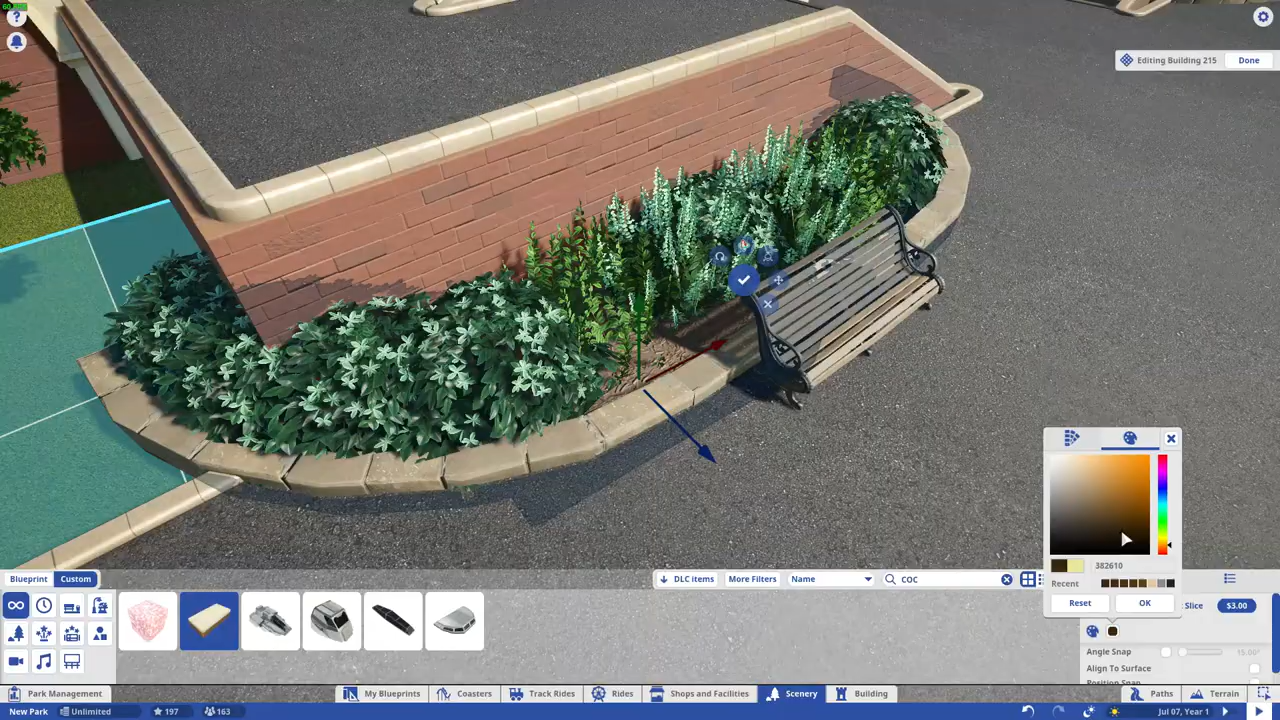 60 FPS
Editing Building 215
Done
382610
Recent
Reset
OK
Slice
$3.00
Angle Snap
15.00°
Align To Surface
Blueprint
Custom
DLC items
More Filters
Name
COC
Park Management
My Blueprints
Coasters
Track Rides
Rides
Shops and Facilities
Scenery
Building
Paths
Terrain
New Park
Unlimited
197
163
Jul 07, Year 1